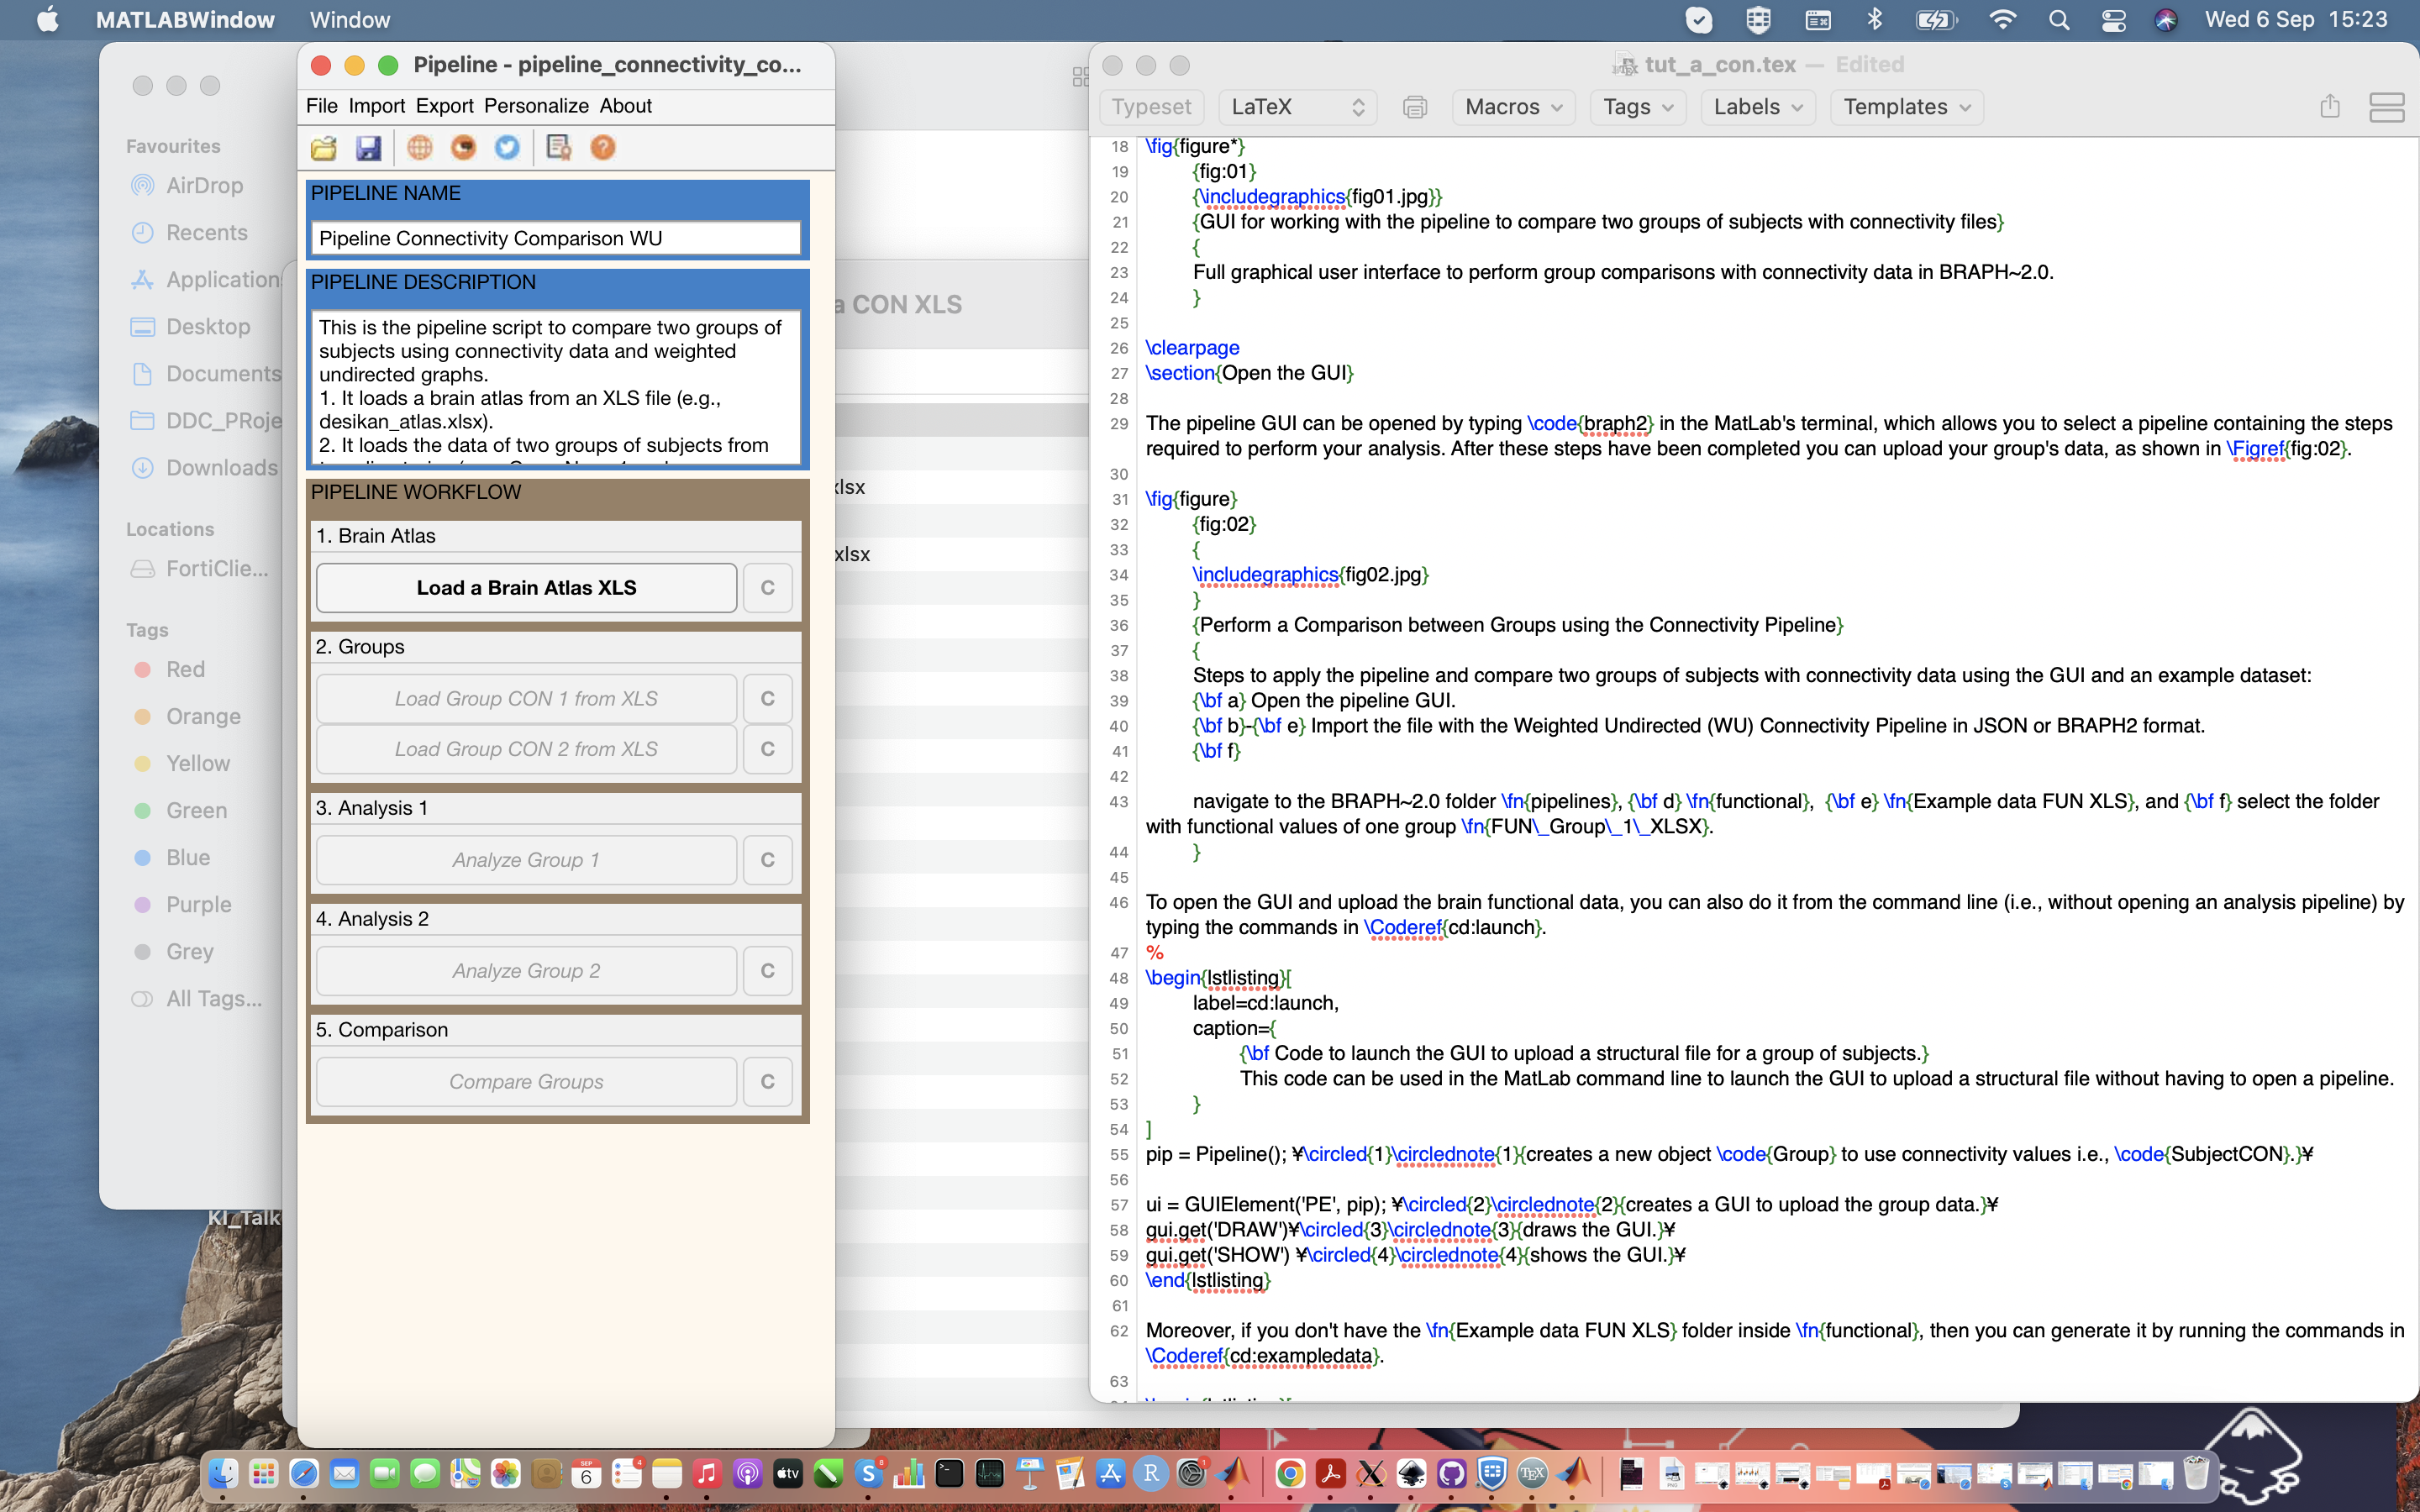 MATLABWindow Window Wed 6 Sep 15:23
Favourites
AirDrop
Recents
Application
Desktop
Documents
DDC_PRoje
Downloads
Locations
FortiClie...
Tags
Red
Orange
Yellow
Green
Blue
Purple
Grey
All Tags...
KI_Talk
Pipeline - pipeline_connectivity_co...
File Import Export Personalize About
PIPELINE NAME
Pipeline Connectivity Comparison WU
PIPELINE DESCRIPTION
This is the pipeline script to compare two groups of
subjects using connectivity data and weighted
undirected graphs.
1. It loads a brain atlas from an XLS file (e.g.,
desikan_atlas.xlsx).
2. It loads the data of two groups of subjects from
PIPELINE WORKFLOW
1. Brain Atlas
Load a Brain Atlas XLS C
2. Groups
Load Group CON 1 from XLS C
Load Group CON 2 from XLS C
3. Analysis 1
Analyze Group 1 C
4. Analysis 2
Analyze Group 2 C
5. Comparison
Compare Groups C
a CON XLS
xlsx
xlsx
tut_a_con.tex — Edited
Typeset LaTeX Macros Tags Labels Templates
18 \fig{figure*}
19 {fig:01}
20 {\includegraphics{fig01.jpg}}
21 {GUI for working with the pipeline to compare two groups of subjects with connectivity files}
22 {
23 Full graphical user interface to perform group comparisons with connectivity data in BRAPH~2.0.
24 }
25
26 \clearpage
27 \section{Open the GUI}
28
29 The pipeline GUI can be opened by typing \code{braph2} in the MatLab's terminal, which allows you to select a pipeline containing the steps
required to perform your analysis. After these steps have been completed you can upload your group's data, as shown in \Figref{fig:02}.
30
31 \fig{figure}
32 {fig:02}
33 {
34 \includegraphics{fig02.jpg}
35 }
36 {Perform a Comparison between Groups using the Connectivity Pipeline}
37 {
38 Steps to apply the pipeline and compare two groups of subjects with connectivity data using the GUI and an example dataset:
39 {\bf a} Open the pipeline GUI.
40 {\bf b}-{\bf e} Import the file with the Weighted Undirected (WU) Connectivity Pipeline in JSON or BRAPH2 format.
41 {\bf f}
42
43 navigate to the BRAPH~2.0 folder \fn{pipelines}, {\bf d} \fn{functional}, {\bf e} \fn{Example data FUN XLS}, and {\bf f} select the folder
with functional values of one group \fn{FUN\_Group\_1\_XLSX}.
44 }
45
46 To open the GUI and upload the brain functional data, you can also do it from the command line (i.e., without opening an analysis pipeline) by
typing the commands in \Coderef{cd:launch}.
47 %
48 \begin{lstlisting}[
49 label=cd:launch,
50 caption={
51 {\bf Code to launch the GUI to upload a structural file for a group of subjects.}
52 This code can be used in the MatLab command line to launch the GUI to upload a structural file without having to open a pipeline.
53 }
54 ]
55 pip = Pipeline(); ¥\circled{1}\circlednote{1}{creates a new object \code{Group} to use connectivity values i.e., \code{SubjectCON}.}¥
56
57 ui = GUIElement('PE', pip); ¥\circled{2}\circlednote{2}{creates a GUI to upload the group data.}¥
58 gui.get('DRAW')¥\circled{3}\circlednote{3}{draws the GUI.}¥
59 gui.get('SHOW') ¥\circled{4}\circlednote{4}{shows the GUI.}¥
60 \end{lstlisting}
61
62 Moreover, if you don't have the \fn{Example data FUN XLS} folder inside \fn{functional}, then you can generate it by running the commands in
\Coderef{cd:exampledata}.
63